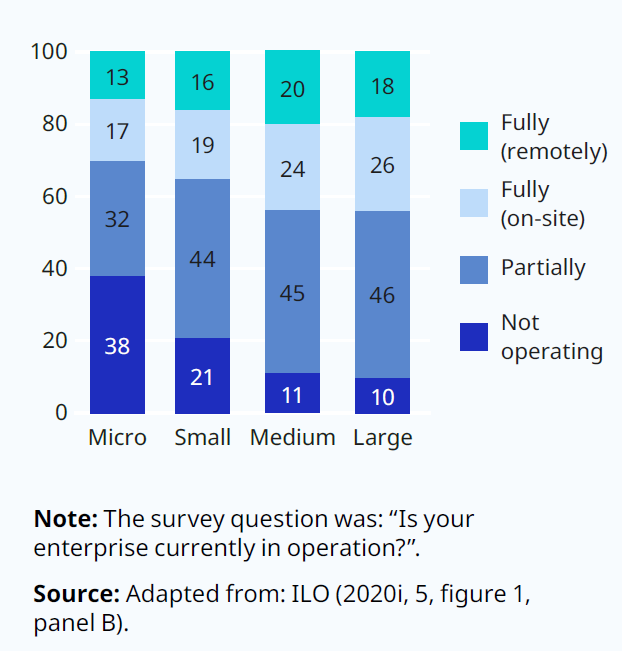 100
80
60
40
20
0
13
17
32
38
16
19
44
21
20
24
45
11
18
26
46
10
Micro
Small
Medium
Large
Fully
(remotely)
Fully
(on-site)
Partially
Not
operating
Note: The survey question was: “Is your
enterprise currently in operation?”.
Source: Adapted from: ILO (2020i, 5, figure 1,
panel B).